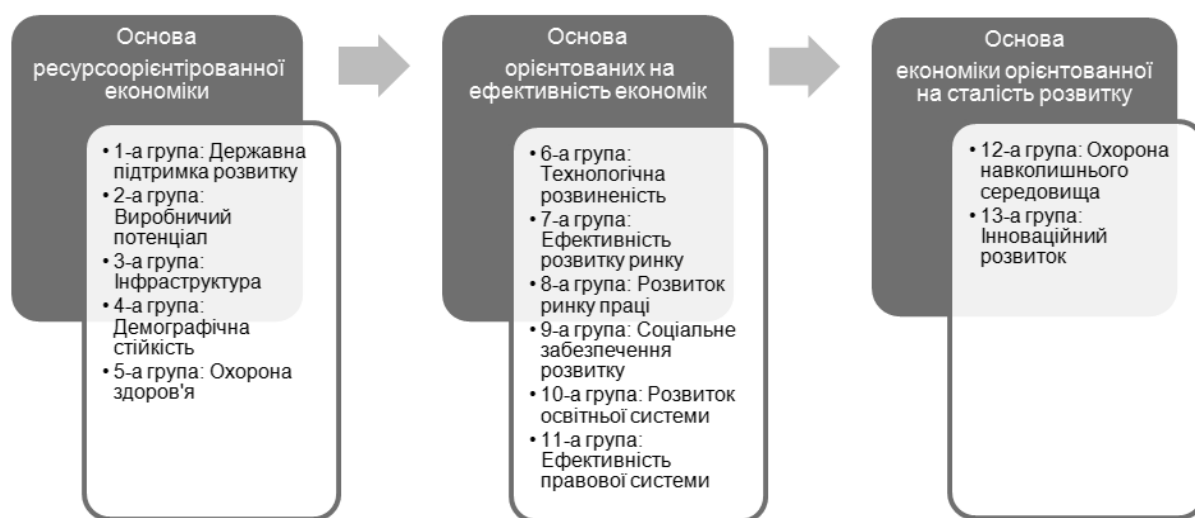 Основа
ресурсоорієнтірованної
економіки
• 1-а група: Державна
підтримка розвитку
• 2-а група:
Виробничий
потенціал
• 3-а група:
Інфраструктура
• 4-а група:
Демографічна
стійкість
• 5-а група: Охорона
здоров'я
Основа
орієнтованих на
ефективність економік
• 6-а група:
Технологічна
розвиненість
• 7-а група:
Ефективність
розвитку ринку
• 8-а група: Розвиток
ринку праці
• 9-а група: Соціальне
забезпечення
розвитку
• 10-а група: Розвиток
освітньої системи
• 11-а група:
Ефективність
правової системи
Основа
економіки орієнтованної
на сталість розвитку
• 12-а група: Охорона
навколишнього
середовища
• 13-а група:
Інноваційний
розвиток